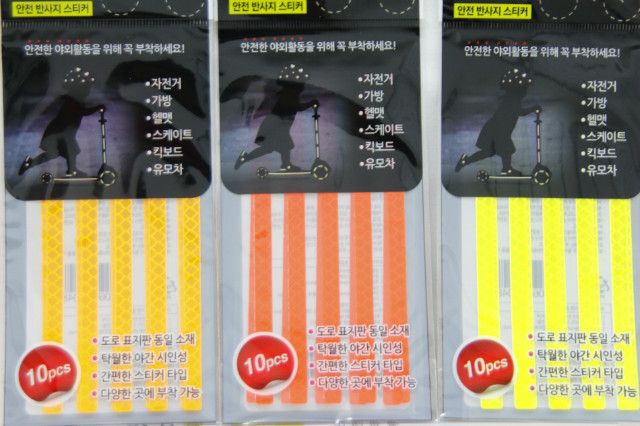 안전 반사지 스티커
안전한 야외활동을 위해 꼭 부착하세요!
•자전거
•가방
•헬맷
•스케이트
•킥보드
•유모차
10pcs
•도로 표지판 동일 소재
•탁월한 야간 시인성
•간편한 스티커 타입
•다양한 곳에 부착 가능
안전 반사지 스티커
안전한 야외활동을 위해 꼭 부착하세요!
•자전거
•가방
•헬맷
•스케이트
•킥보드
•유모차
10pcs
•도로 표지판 동일 소재
•탁월한 야간 시인성
•간편한 스티커 타입
•다양한 곳에 부착 가능
안전 반사지 스티커
안전한 야외활동을 위해 꼭 부착하세요!
•자전거
•가방
•헬맷
•스케이트
•킥보드
•유모차
10pcs
•도로 표지판 동일 소재
•탁월한 야간 시인성
•간편한 스티커 타입
•다양한 곳에 부착 가능